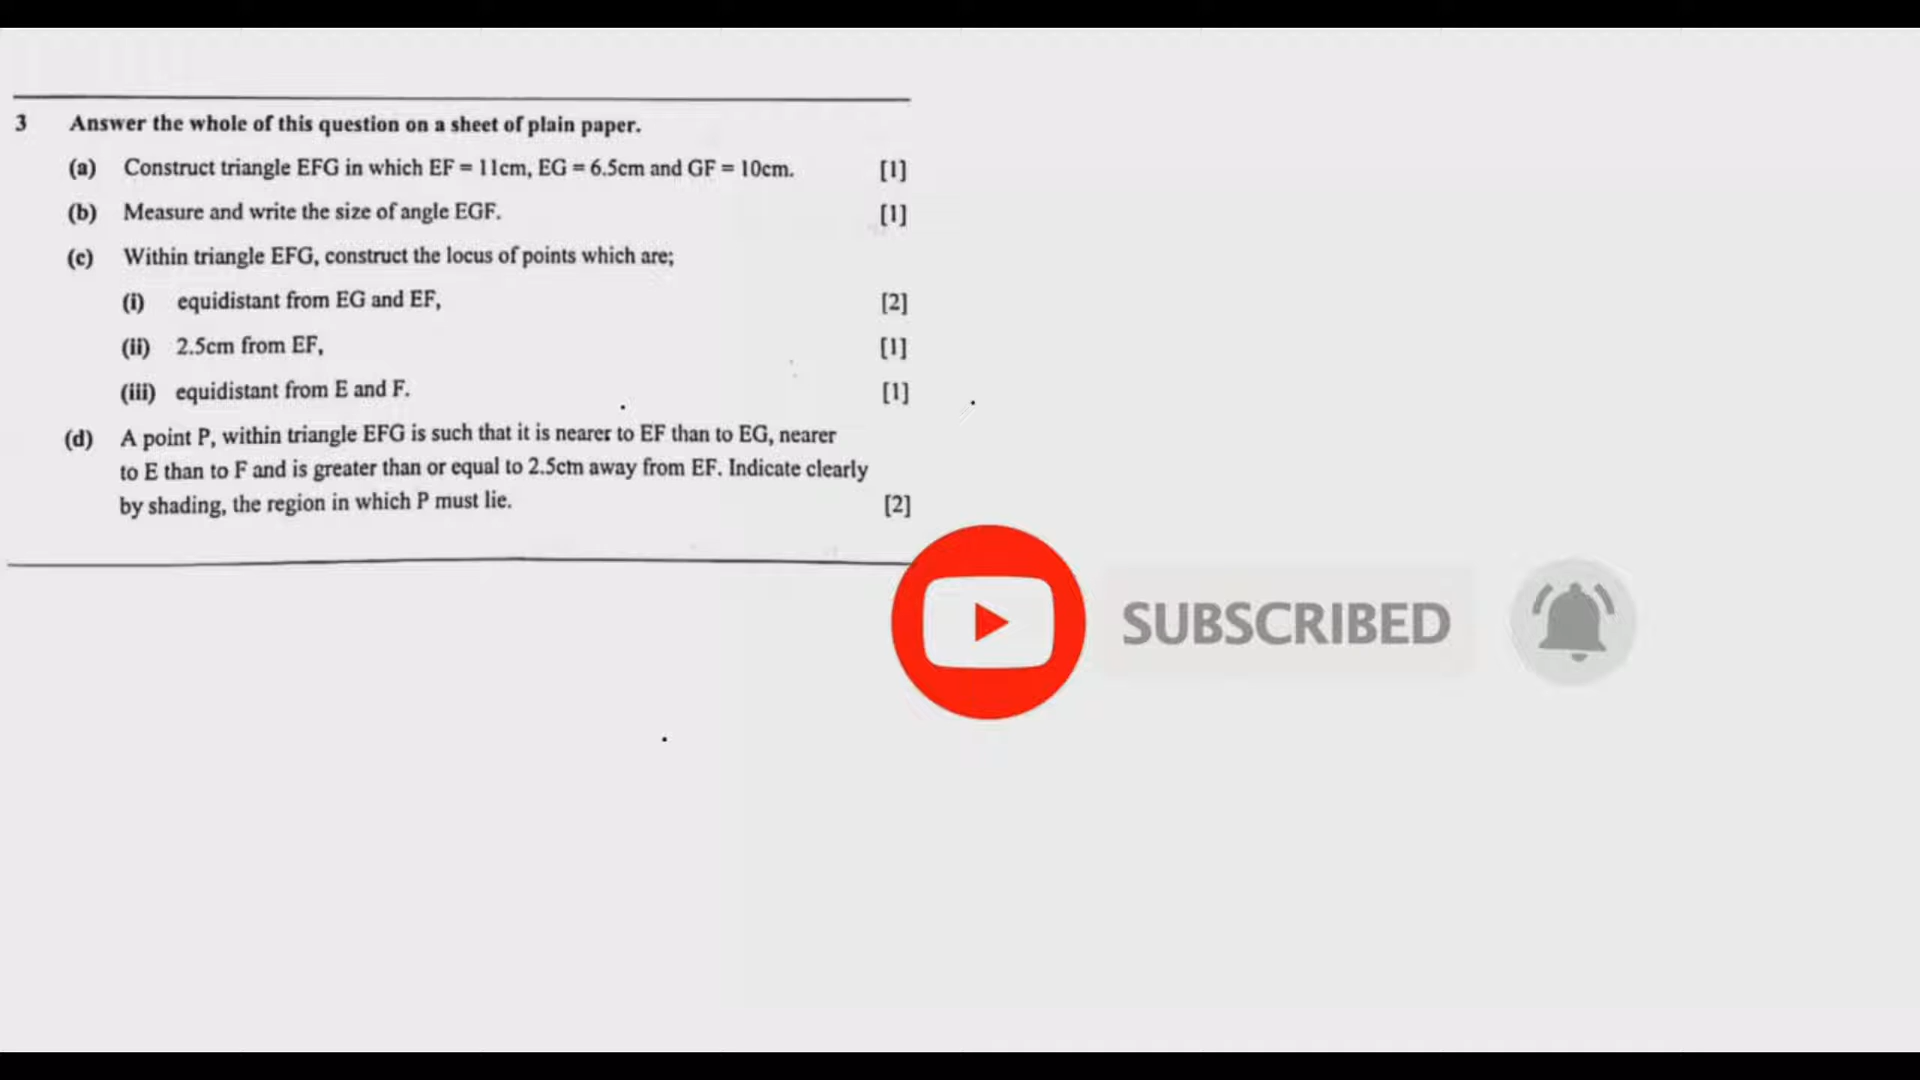 3 Answer the whole of this question on a sheet of plain paper.
(a) Construct triangle EFG in which EF = 11cm, EG = 6.5cm and GF = 10cm. [1]
(b) Measure and write the size of angle EGF. [1]
(c) Within triangle EFG, construct the locus of points which are;
(i) equidistant from EG and EF, [2]
(ii) 2.5cm from EF, [1]
(iii) equidistant from E and F. [1]
(d) A point P, within triangle EFG is such that it is nearer to EF than to EG, nearer
to E than to F and is greater than or equal to 2.5cm away from EF. Indicate clearly
by shading, the region in which P must lie. [2]
SUBSCRIBED